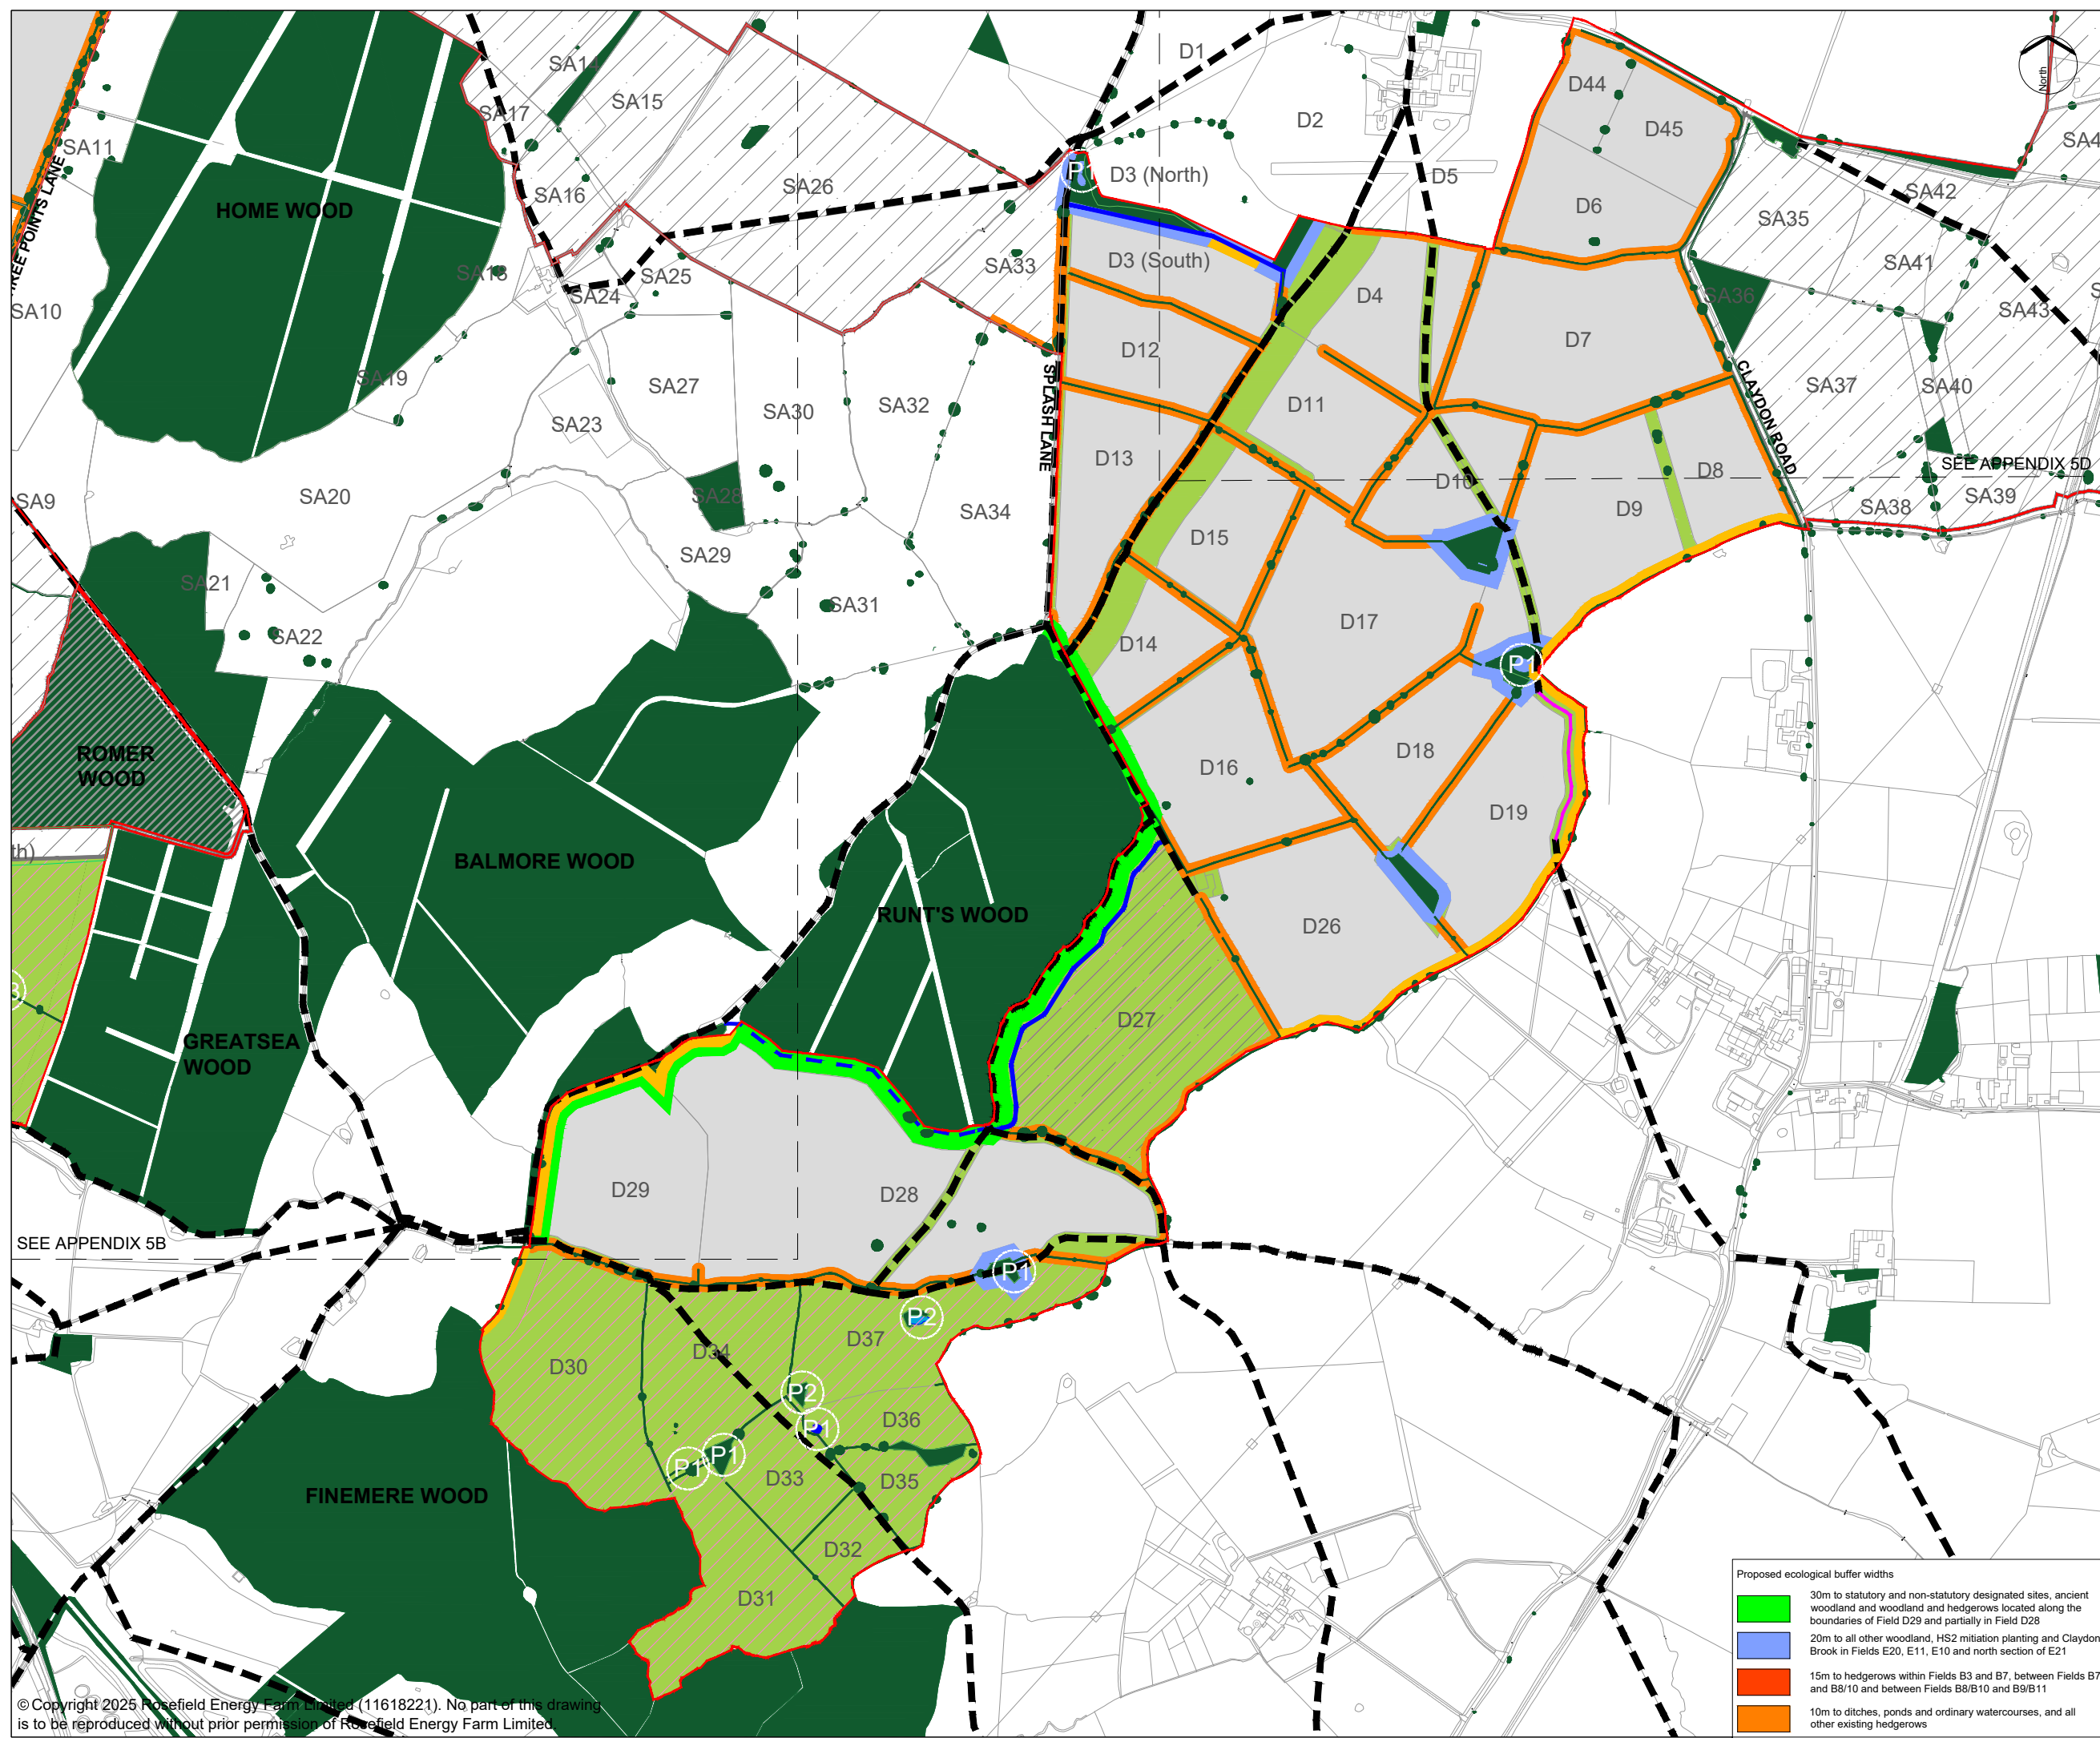 D1
SA14
SA15
SA17
D2
D44
D45
North
SA11
SA16
SA26
D3 (North)
D5
D6
SA35
SA42
HOME WOOD
P1
SA10
SA13
SA24
SA25
SA33
D3 (South)
D4
D7
SA36
SA41
SA43
SA19
SA27
SA30
SA32
D12
D11
SA37
SA40
SPLASH LANE
CLAYDON ROAD
SA23
D13
D10
D8
SEE APPENDIX 5D
SA9
SA20
SA28
SA34
D9
SA38
SA39
SA29
D15
SA21
SA31
D17
SA22
D14
P1
ROMER
WOOD
D16
D18
D19
th)
BALMORE WOOD
RUNT'S WOOD
D26
GREATSEA
WOOD
D27
D29
D28
SEE APPENDIX 5B
P1
P2
D30
D34
D37
P2
P1
D36
P1
P1
D33
D35
FINEMERE WOOD
D32
D31
Proposed ecological buffer widths
30m to statutory and non-statutory designated sites, ancient
woodland and woodland and hedgerows located along the
boundaries of Field D29 and partially in Field D28
20m to all other woodland, HS2 mitiation planting and Claydon
Brook in Fields E20, E11, E10 and north section of E21
15m to hedgerows within Fields B3 and B7, between Fields B7
and B8/10 and between Fields B8/B10 and B9/B11
10m to ditches, ponds and ordinary watercourses, and all
other existing hedgerows
© Copyright 2025 Rosefield Energy Farm Limited (11618221). No part of this drawing
is to be reproduced without prior permission of Rosefield Energy Farm Limited.